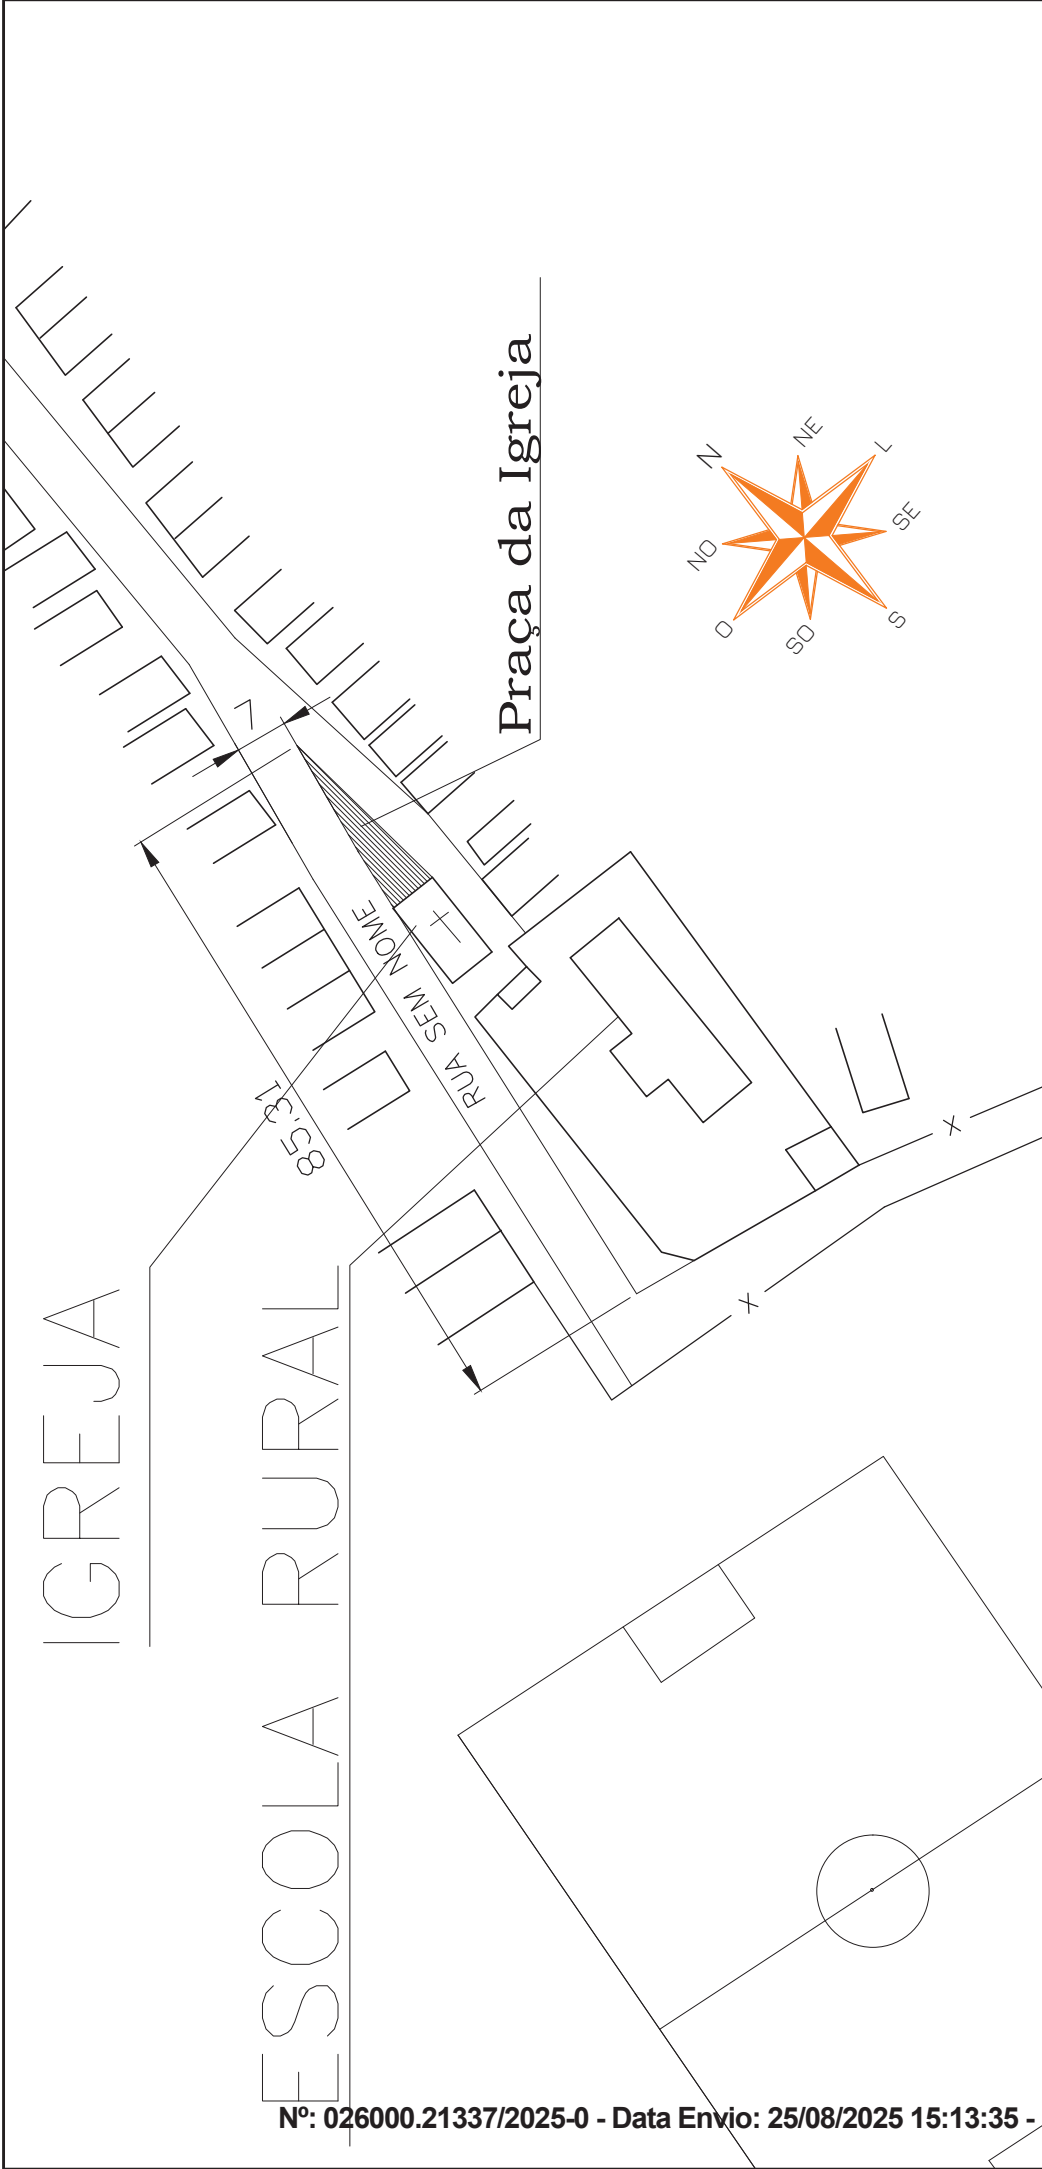 IGREJA
ESCOLA RURAL
Praça da Igreja
RUA SEM NOME
85.31
7
N
NE
L
SE
S
SO
O
NO
X
X
Nº: 026000.21337/2025-0 - Data Envio: 25/08/2025 15:13:35 -